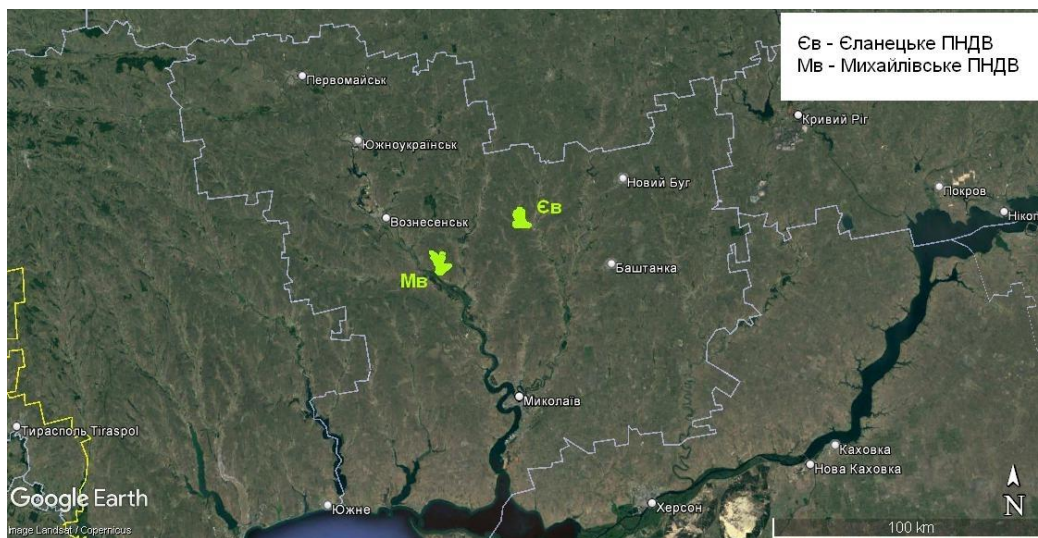 Єв - Єланецьке ПНДВ
Мв - Михайлівське ПНДВ
Первомайськ
Кривий Ріг
Южноукраїнськ
Новий Буг
Покров
Нікоп
Вознесенськ
Єв
Баштанка
Мв
Миколаїв
Тирасполь Tiraspol
Каховка
Нова Каховка
Google Earth
Южне
Херсон
N
100 km
Image Landsat / Copernicus